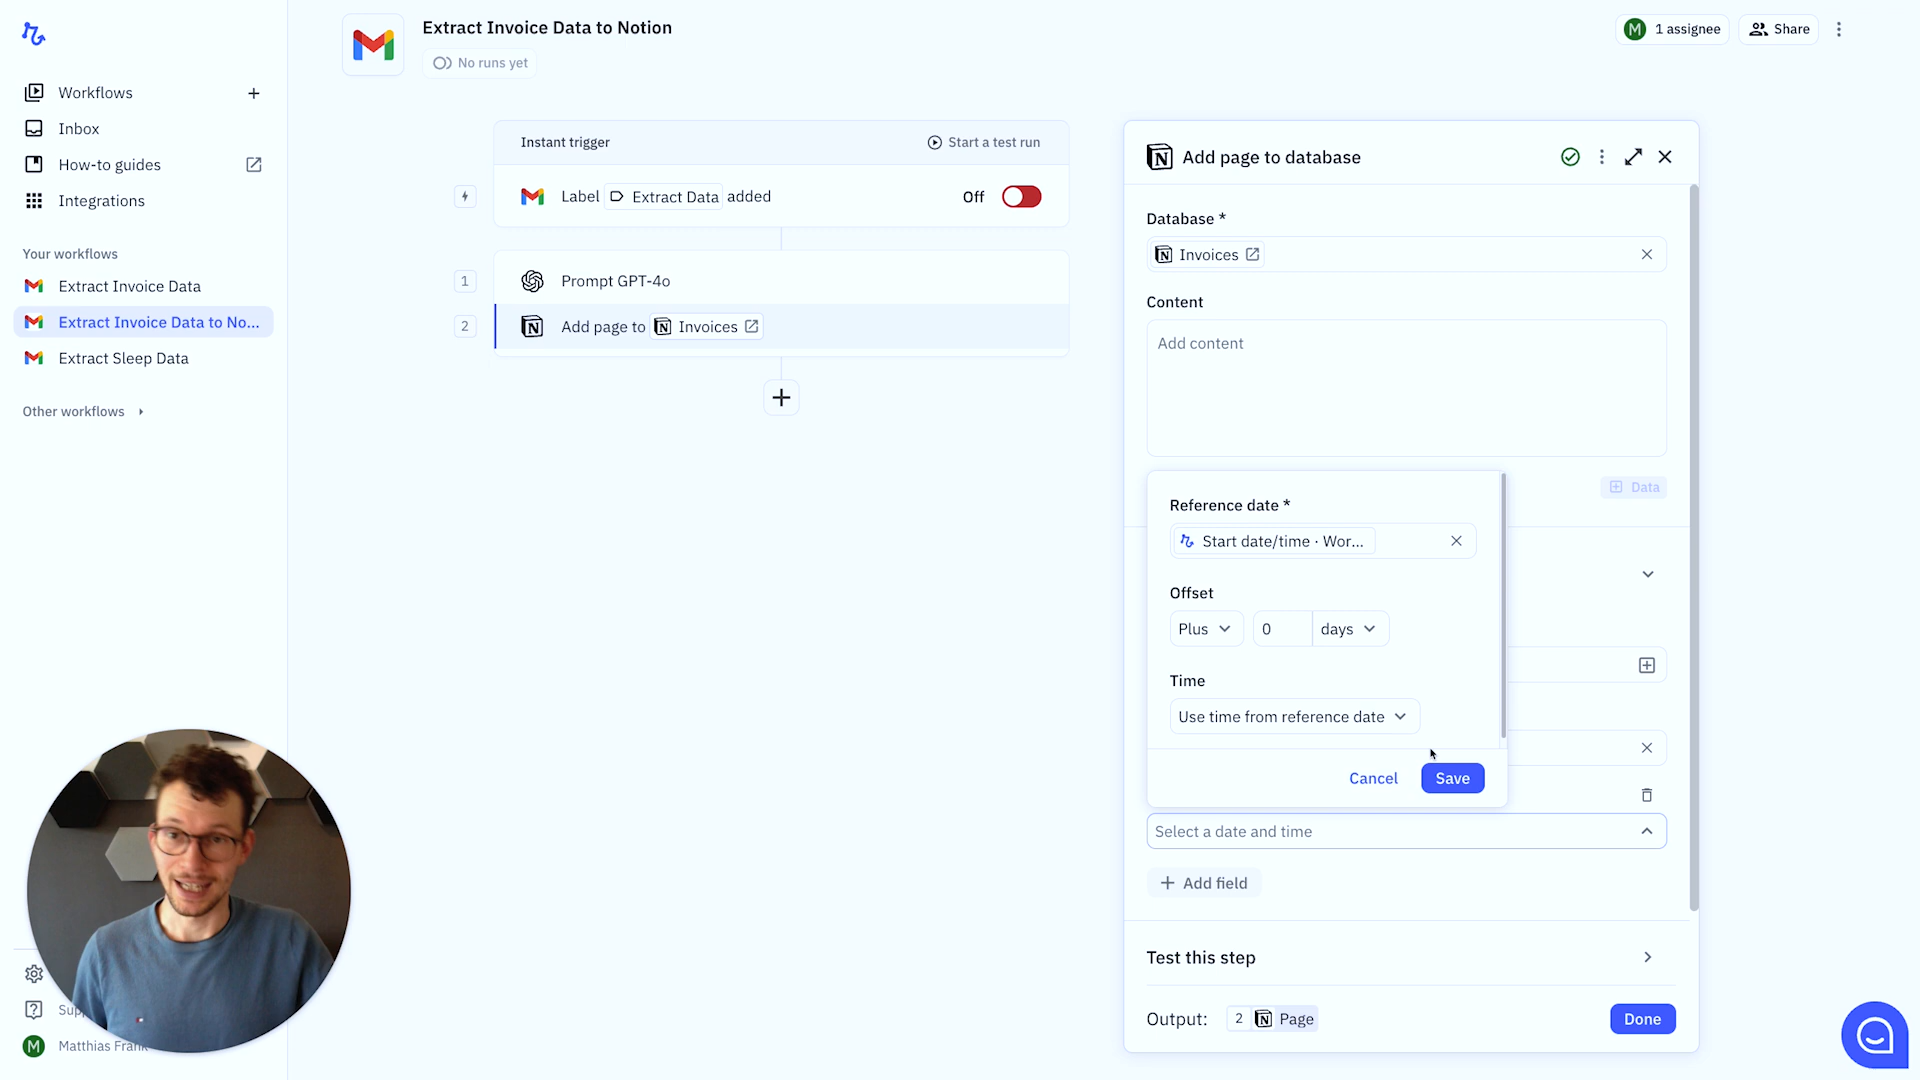 Extract Invoice Data to Notion
No runs yet
M 1 assignee
Share
Workflows
Inbox
How-to guides
Integrations
Your workflows
Extract Invoice Data
Extract Invoice Data to No...
Extract Sleep Data
Other workflows
M Matthias Frank
Instant trigger
Start a test run
Label Extract Data added
Off
1 Prompt GPT-4o
2 Add page to Invoices
Add page to database
Database *
Invoices
Content
Add content
Data
Reference date *
Start date/time · Wor...
Offset
Plus 0 days
Time
Use time from reference date
Cancel Save
Select a date and time
Add field
Test this step
Output: 2 Page
Done